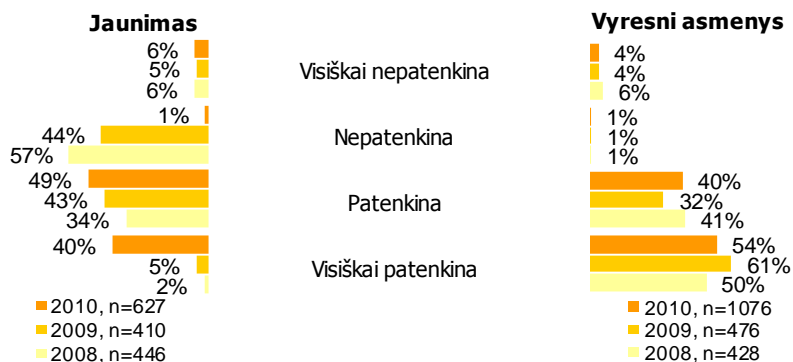 Jaunimas
Vyresni asmenys
6%
5%
6%
Visiškai nepatenkina
4%
4%
6%
1%
44%
57%
Nepatenkina
1%
1%
1%
49%
43%
34%
Patenkina
40%
32%
41%
40%
5%
2%
Visiškai patenkina
54%
61%
50%
2010, n=627
2009, n=410
2008, n=446
2010, n=1076
2009, n=476
2008, n=428